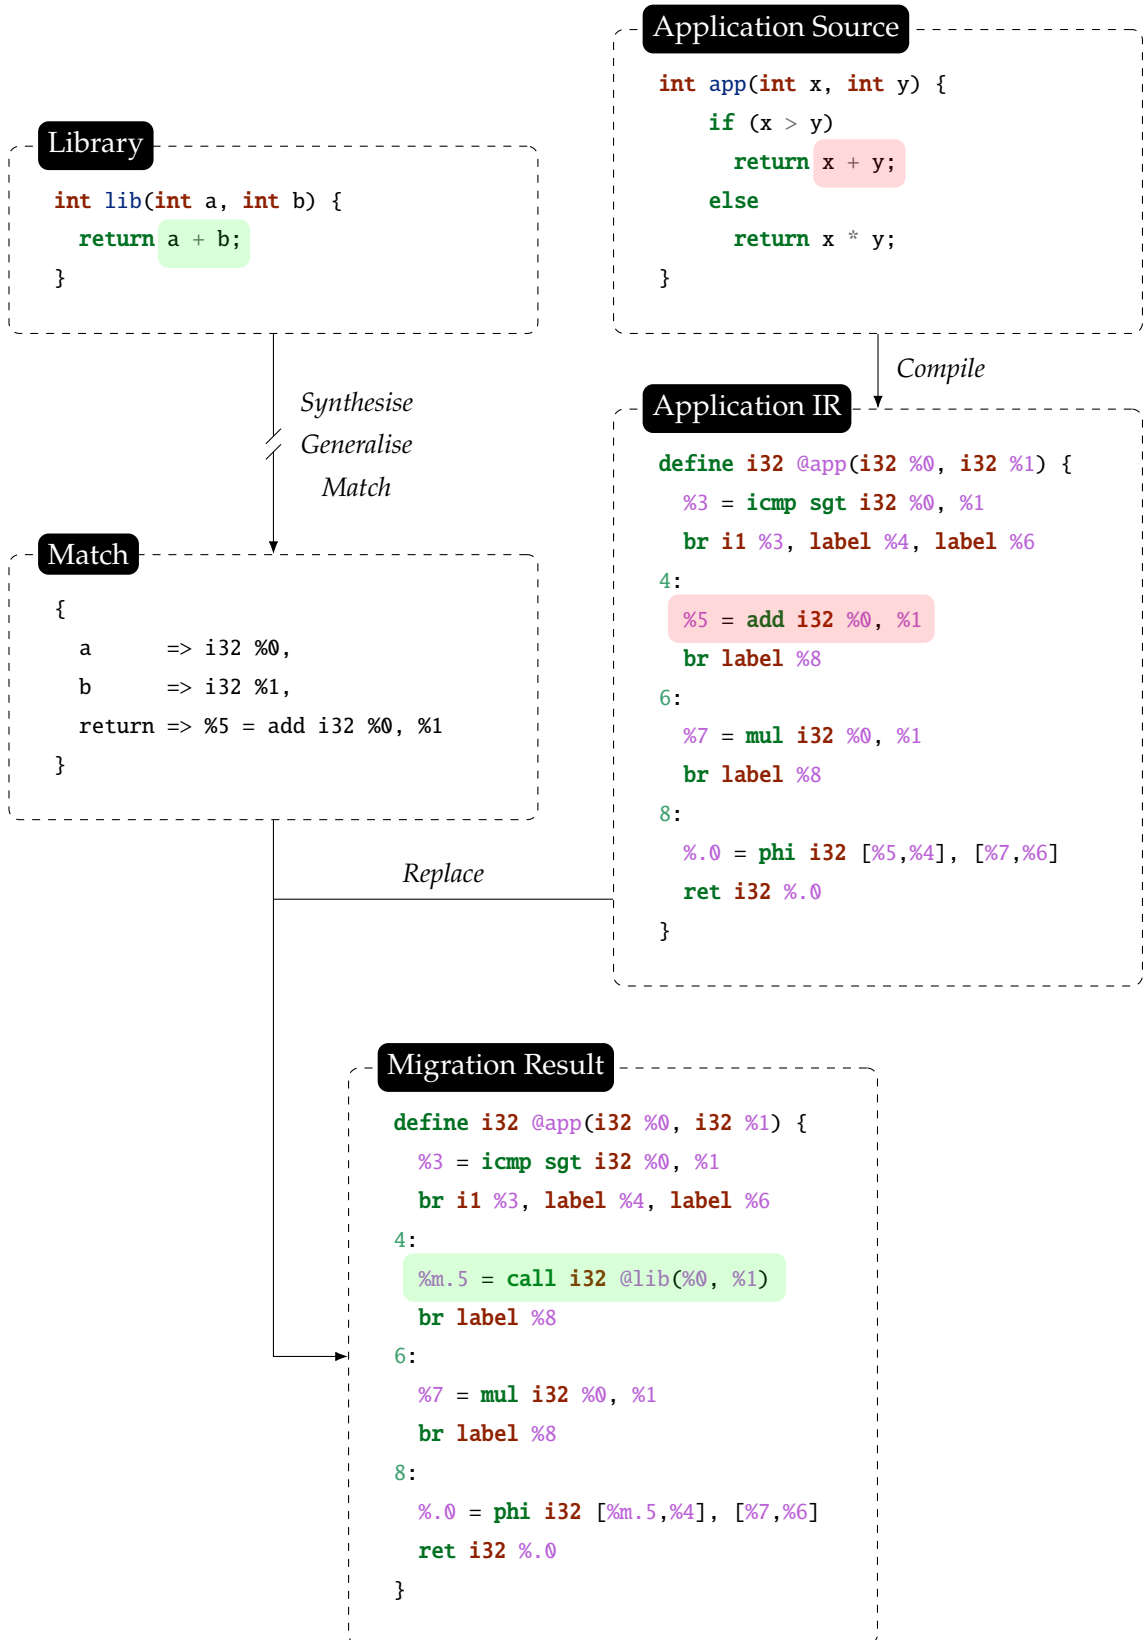 Library
int lib(int a, int b) {
  return a + b;
}
Application Source
int app(int x, int y) {
    if (x > y)
      return x + y;
    else
      return x * y;
}
Synthesise
Generalise
Match
Compile
Match
{
  a      => i32 %0,
  b      => i32 %1,
  return => %5 = add i32 %0, %1
}
Application IR
define i32 @app(i32 %0, i32 %1) {
  %3 = icmp sgt i32 %0, %1
  br i1 %3, label %4, label %6
4:
  %5 = add i32 %0, %1
  br label %8
6:
  %7 = mul i32 %0, %1
  br label %8
8:
  %.0 = phi i32 [%5,%4], [%7,%6]
  ret i32 %.0
}
Replace
Migration Result
define i32 @app(i32 %0, i32 %1) {
  %3 = icmp sgt i32 %0, %1
  br i1 %3, label %4, label %6
4:
  %m.5 = call i32 @lib(%0, %1)
  br label %8
6:
  %7 = mul i32 %0, %1
  br label %8
8:
  %.0 = phi i32 [%m.5,%4], [%7,%6]
  ret i32 %.0
}